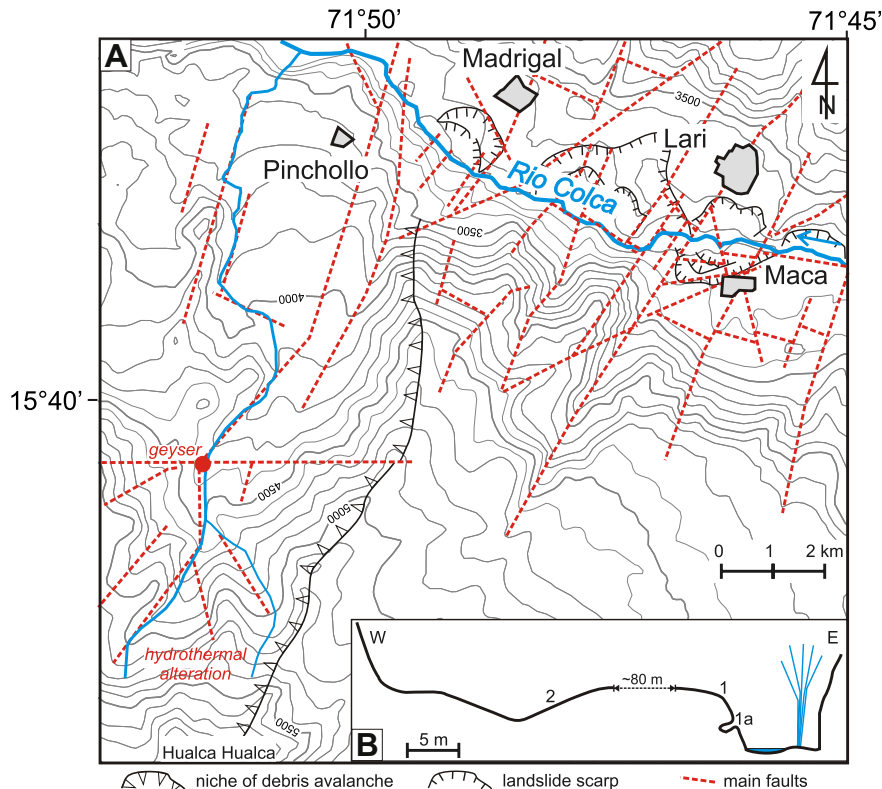 71°50’
71°45’
A
Madrigal
N
3500
Lari
Pinchollo
Rio Colca
3500
Maca
4000
15°40’
geyser
4500
5000
0 1 2 km
hydrothermal
alteration
W
E
~80 m
2
1
1a
5500
5 m
B
Hualca Hualca
niche of debris avalanche
landslide scarp
main faults